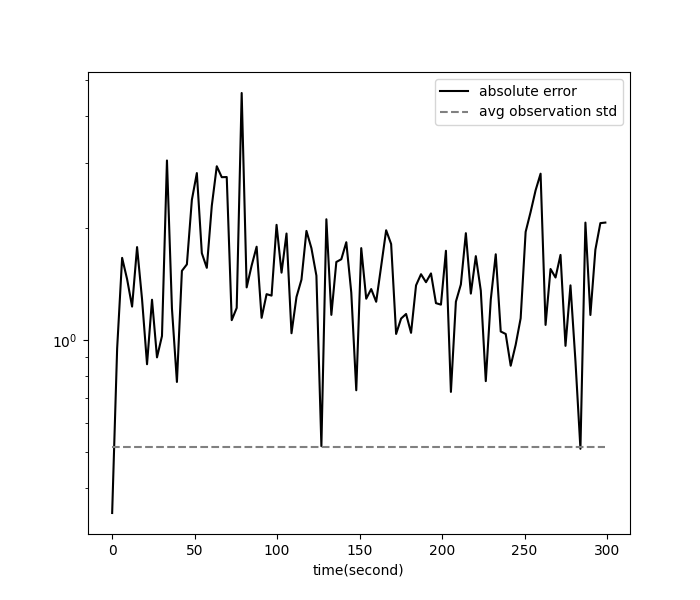 absolute error
avg observation std
10⁰
0 50 100 150 200 250 300
time(second)